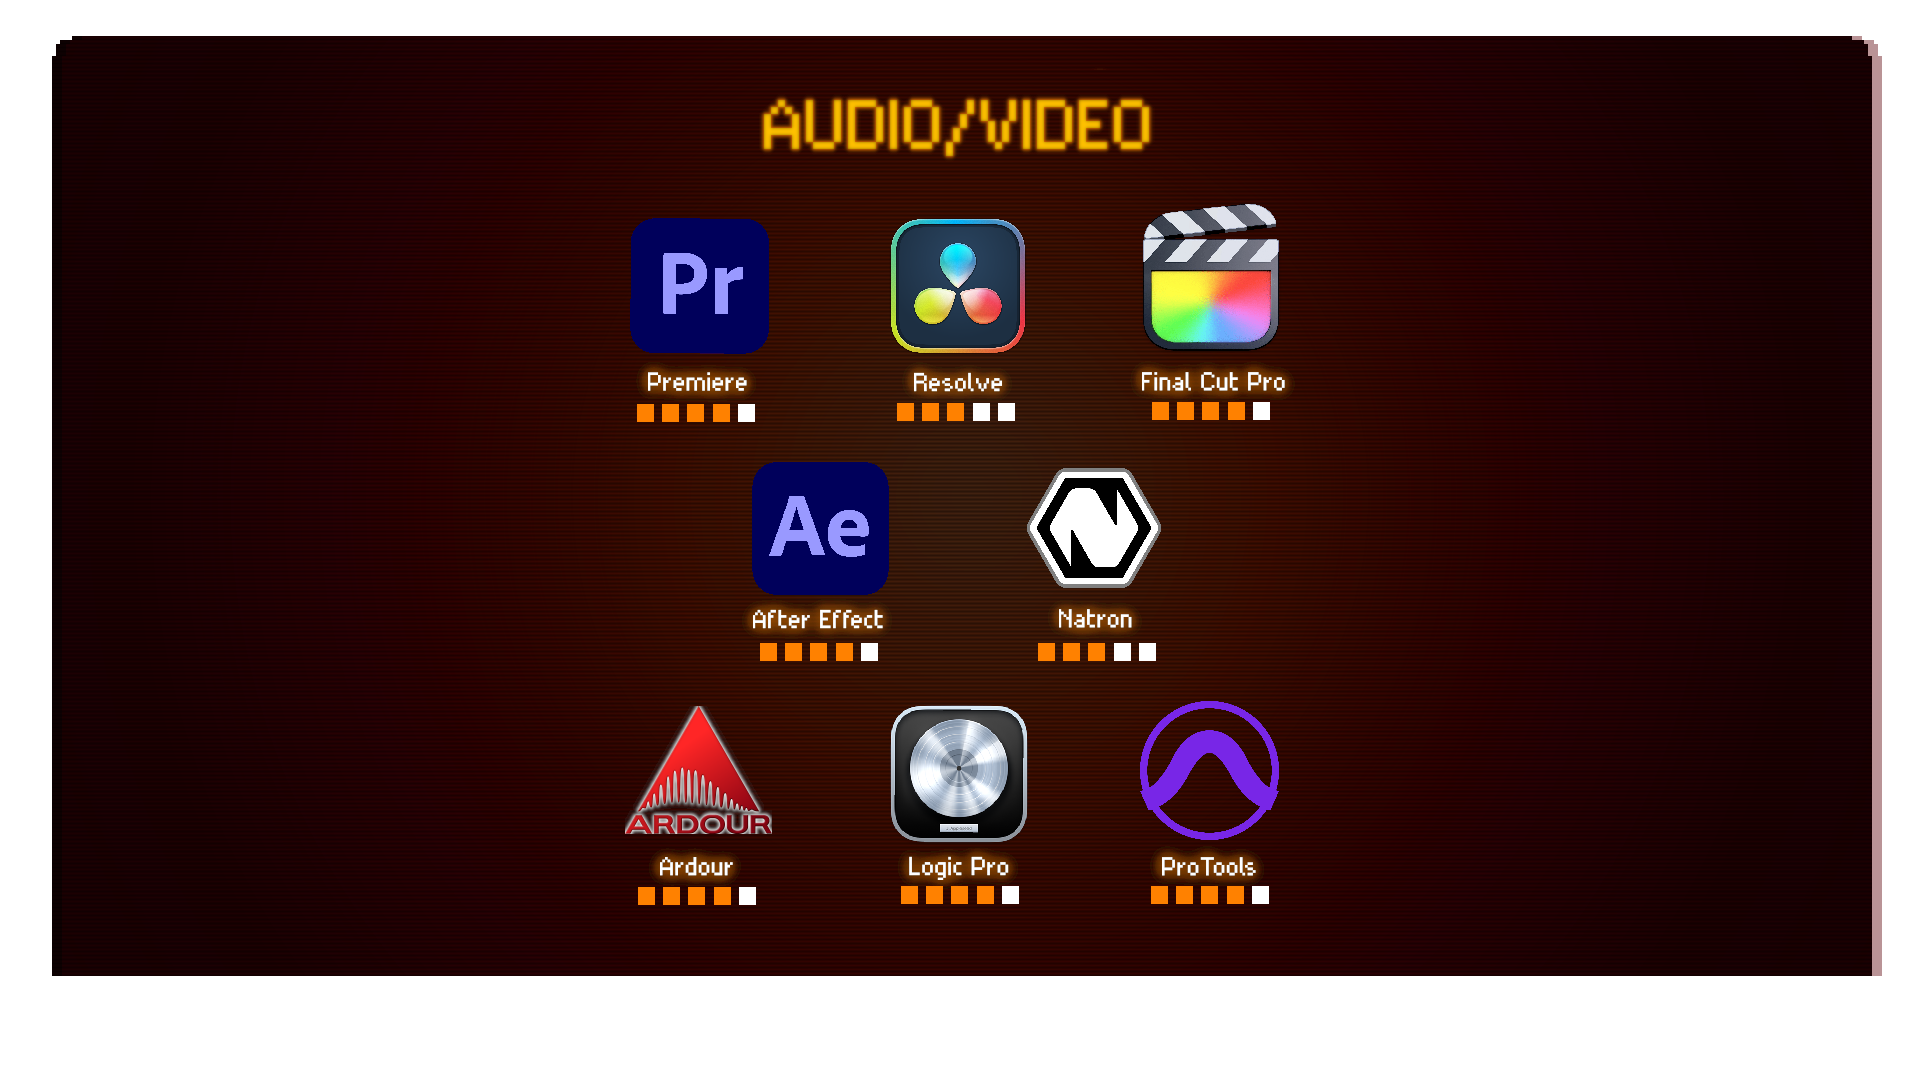 AUDIO/VIDEO
Pr
Premiere
Resolve
Final Cut Pro
Ae
After Effect
Natron
ARDOUR
Ardour
Logic Pro
ProTools